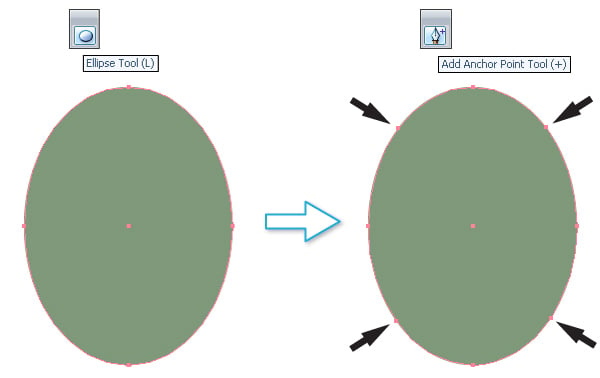 Ellipse Tool (L)
Add Anchor Point Tool (+)